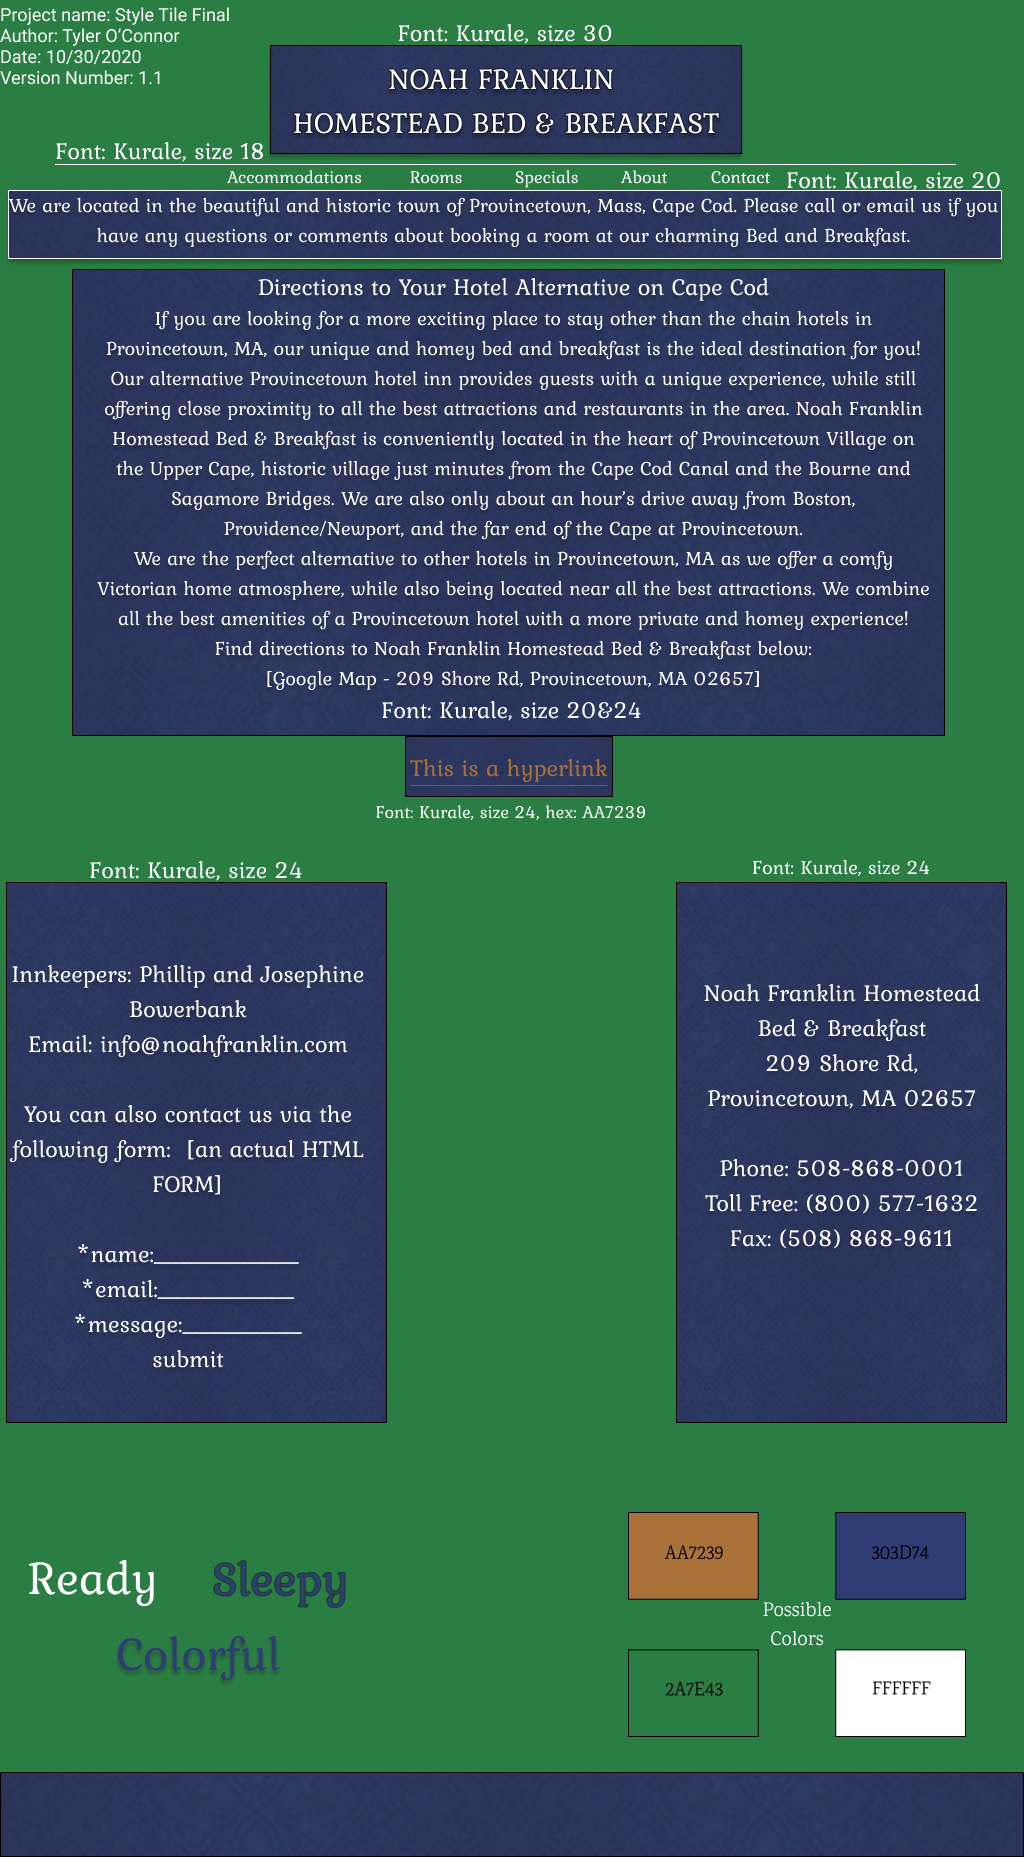 Project name: Style Tile Final
Author: Tyler O'Connor
Date: 10/30/2020
Version Number: 1.1
Font: Kurale, size 30
NOAH FRANKLIN
HOMESTEAD BED & BREAKFAST
Font: Kurale, size 18
Accommodations Rooms Specials About Contact
Font: Kurale, size 20
We are located in the beautiful and historic town of Provincetown, Mass, Cape Cod. Please call or email us if you
have any questions or comments about booking a room at our charming Bed and Breakfast.
Directions to Your Hotel Alternative on Cape Cod
If you are looking for a more exciting place to stay other than the chain hotels in
Provincetown, MA, our unique and homey bed and breakfast is the ideal destination for you!
Our alternative Provincetown hotel inn provides guests with a unique experience, while still
offering close proximity to all the best attractions and restaurants in the area. Noah Franklin
Homestead Bed & Breakfast is conveniently located in the heart of Provincetown Village on
the Upper Cape, historic village just minutes from the Cape Cod Canal and the Bourne and
Sagamore Bridges. We are also only about an hour's drive away from Boston,
Providence/Newport, and the far end of the Cape at Provincetown.
We are the perfect alternative to other hotels in Provincetown, MA as we offer a comfy
Victorian home atmosphere, while also being located near all the best attractions. We combine
all the best amenities of a Provincetown hotel with a more private and homey experience!
Find directions to Noah Franklin Homestead Bed & Breakfast below:
[Google Map - 209 Shore Rd, Provincetown, MA 02657]
Font: Kurale, size 20&24
This is a hyperlink
Font: Kurale, size 24, hex: AA7239
Font: Kurale, size 24
Innkeepers: Phillip and Josephine
Bowerbank
Email: info@noahfranklin.com
You can also contact us via the
following form:  [an actual HTML
FORM]
*name:_____________
*email:_____________
*message:___________
submit
Font: Kurale, size 24
Noah Franklin Homestead
Bed & Breakfast
209 Shore Rd,
Provincetown, MA 02657
Phone: 508-868-0001
Toll Free: (800) 577-1632
Fax: (508) 868-9611
Ready Sleepy
Colorful
AA7239 303D74
Possible
Colors
2A7E43 FFFFFF